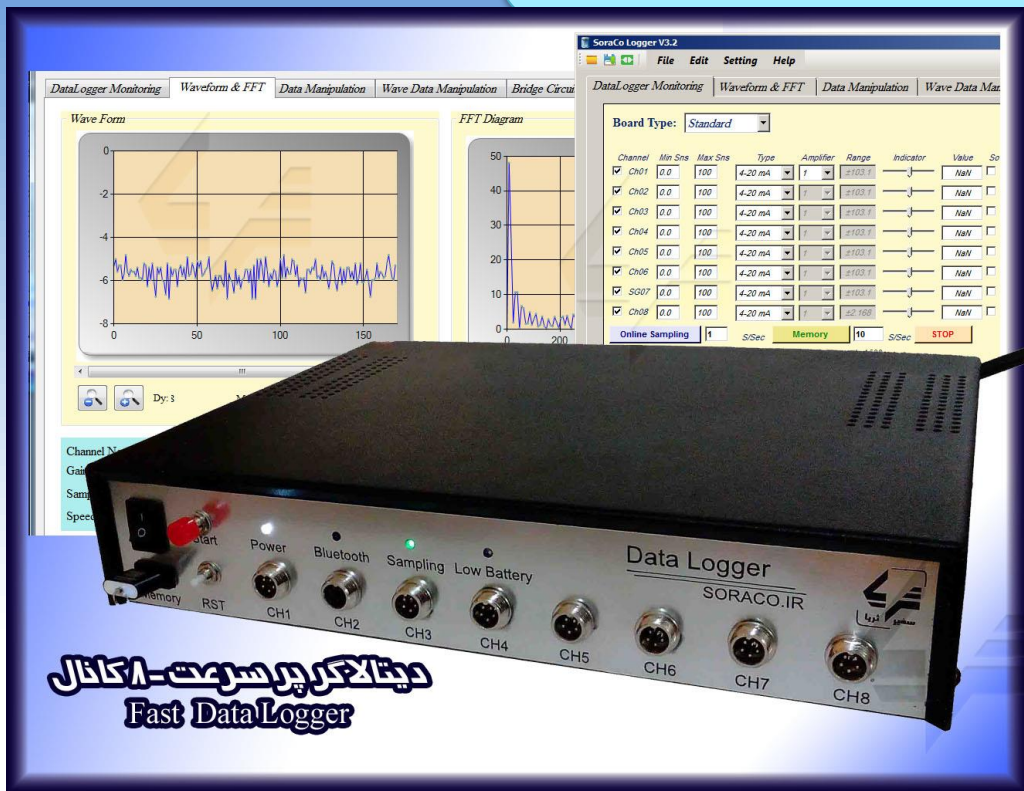 SoraCo Logger V3.2
File Edit Setting Help
DataLogger Monitoring Waveform & FFT Data Manipulation Wave Data Manipulation Bridge
DataLogger Monitoring Waveform & FFT Data Manipulation Wave Data
Wave Form
FFT Diagram
0
-2
-4
-6
-8
0 50 100 150
50
40
30
20
10
0
0 200
Dy:
Channel
Speed
Board Type: Standard
Channel Min Sns Max Sns Type Amplifier Range Indicator Value
Ch01 0.0 100 4-20 mA 1 ±103.1 NaN
Ch02 0.0 100 4-20 mA 1 ±103.1 NaN
Ch03 0.0 100 4-20 mA 1 ±103.1 NaN
Ch04 0.0 100 4-20 mA 1 ±103.1 NaN
Ch05 0.0 100 4-20 mA 1 ±103.1 NaN
Ch06 0.0 100 4-20 mA 1 ±103.1 NaN
SG07 0.0 100 4-20 mA 1 ±103.1 NaN
Ch08 0.0 100 4-20 mA 1 ±2.168 NaN
Online Sampling 1 S/Sec Memory 10 S/Sec STOP
Start Power Bluetooth Sampling Low Battery
Memory RST CH1 CH2 CH3 CH4 CH5 CH6 CH7 CH8
Data Logger
SORACO.IR
سفیر ثریا
دیتالاگر پر سرعت-۸کانال
Fast Data Logger